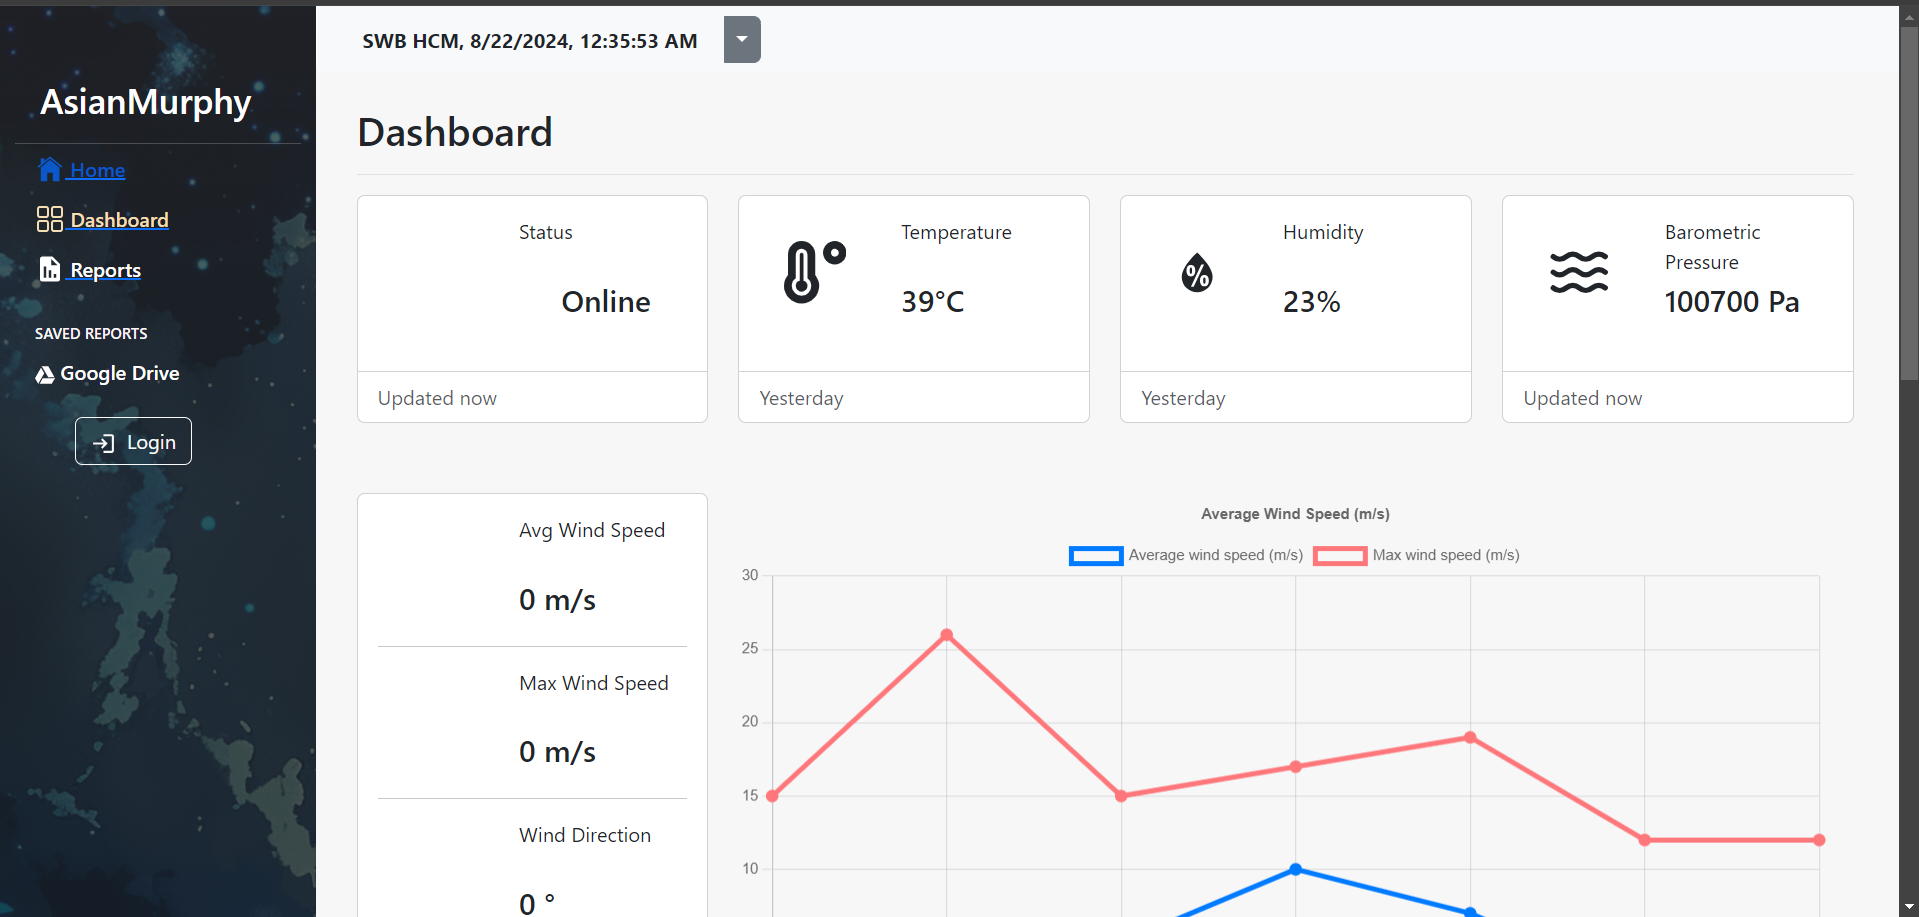 SWB HCM, 8/22/2024, 12:35:53 AM
AsianMurphy
Home
Dashboard
Reports
SAVED REPORTS
Google Drive
Login
Dashboard
Status
Online
Updated now
Temperature
39°C
Yesterday
%
Humidity
23%
Yesterday
Barometric
Pressure
100700 Pa
Updated now
Avg Wind Speed
0 m/s
Max Wind Speed
0 m/s
Wind Direction
0 °
Average Wind Speed (m/s)
Average wind speed (m/s) Max wind speed (m/s)
30
25
20
15
10